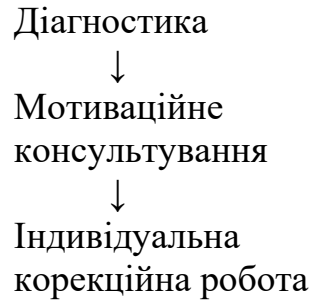 Діагностика
↓
Мотиваційне
консультування
↓
Індивідуальна
корекційна робота